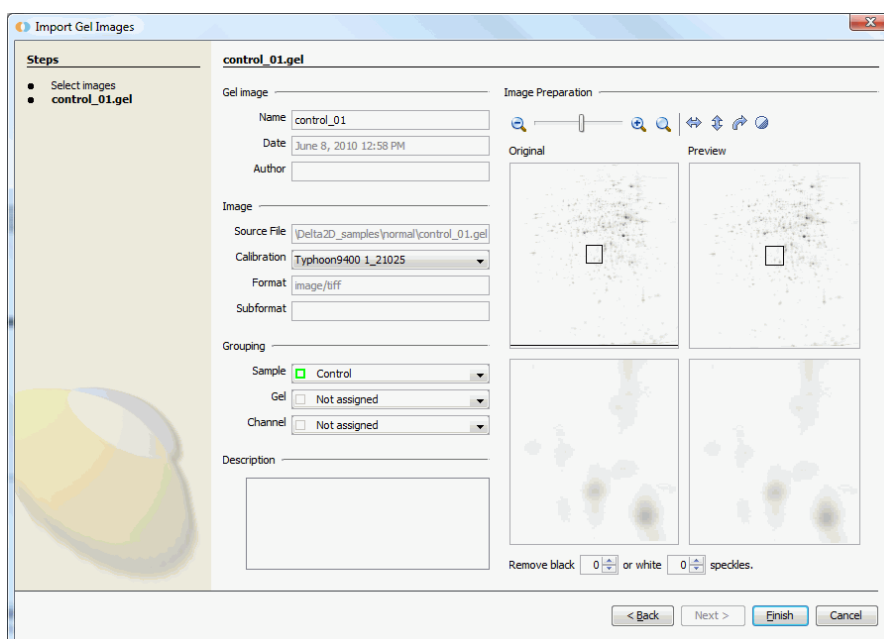 Import Gel Images
Steps
Select images
control_01.gel
control_01.gel
Gel image
Name control_01
Date June 8, 2010 12:58 PM
Author
Image
Source File \Delta2D_samples\normal\control_01.gel
Calibration Typhoon9400 1_21025
Format image/tiff
Subformat
Grouping
Sample Control
Gel Not assigned
Channel Not assigned
Description
Image Preparation
Original Preview
Remove black 0 or white 0 speckles.
< Back Next > Finish Cancel